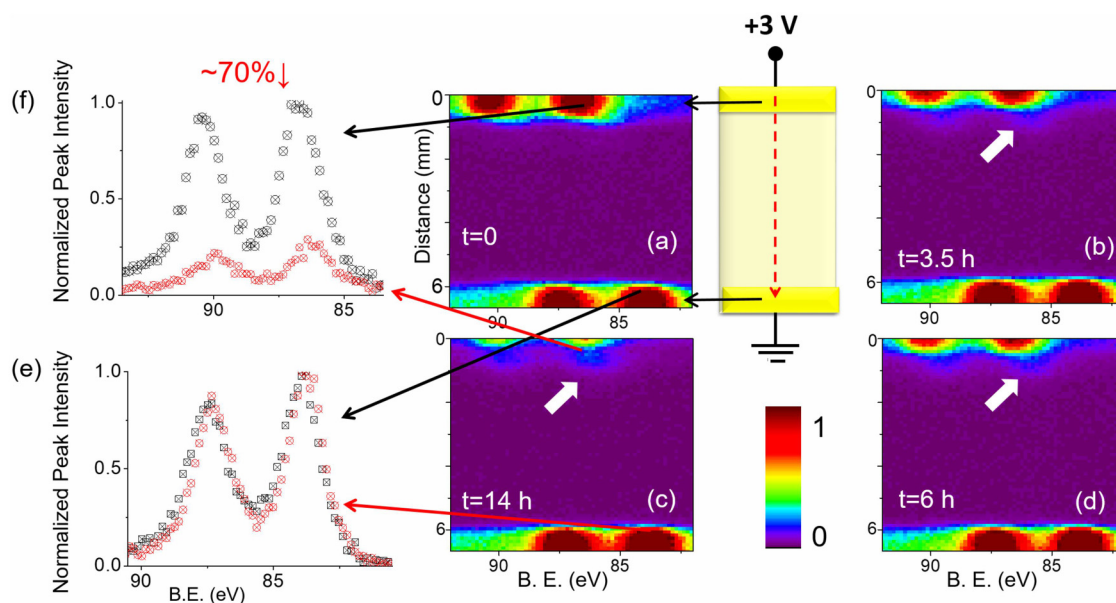 +3 V
(f)
~70%↓
Normalized Peak Intensity
1.0
0.5
0.0
90
85
Distance (mm)
0
6
t=0
(a)
90
85
0
6
t=3.5 h
(b)
90
85
(e)
Normalized Peak Intensity
1.0
0.5
0.0
90
85
B.E. (eV)
0
6
t=14 h
(c)
90
85
B. E. (eV)
1
0
0
6
t=6 h
(d)
90
85
B. E. (eV)